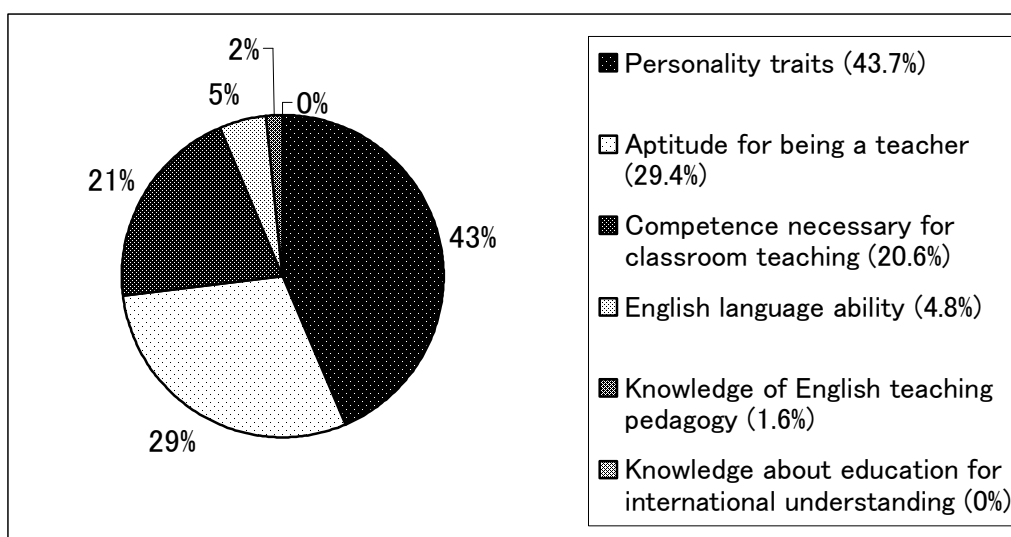 2%
0%
5%
21%
43%
29%
Personality traits (43.7%)
Aptitude for being a teacher
(29.4%)
Competence necessary for
classroom teaching (20.6%)
English language ability (4.8%)
Knowledge of English teaching
pedagogy (1.6%)
Knowledge about education for
international understanding (0%)